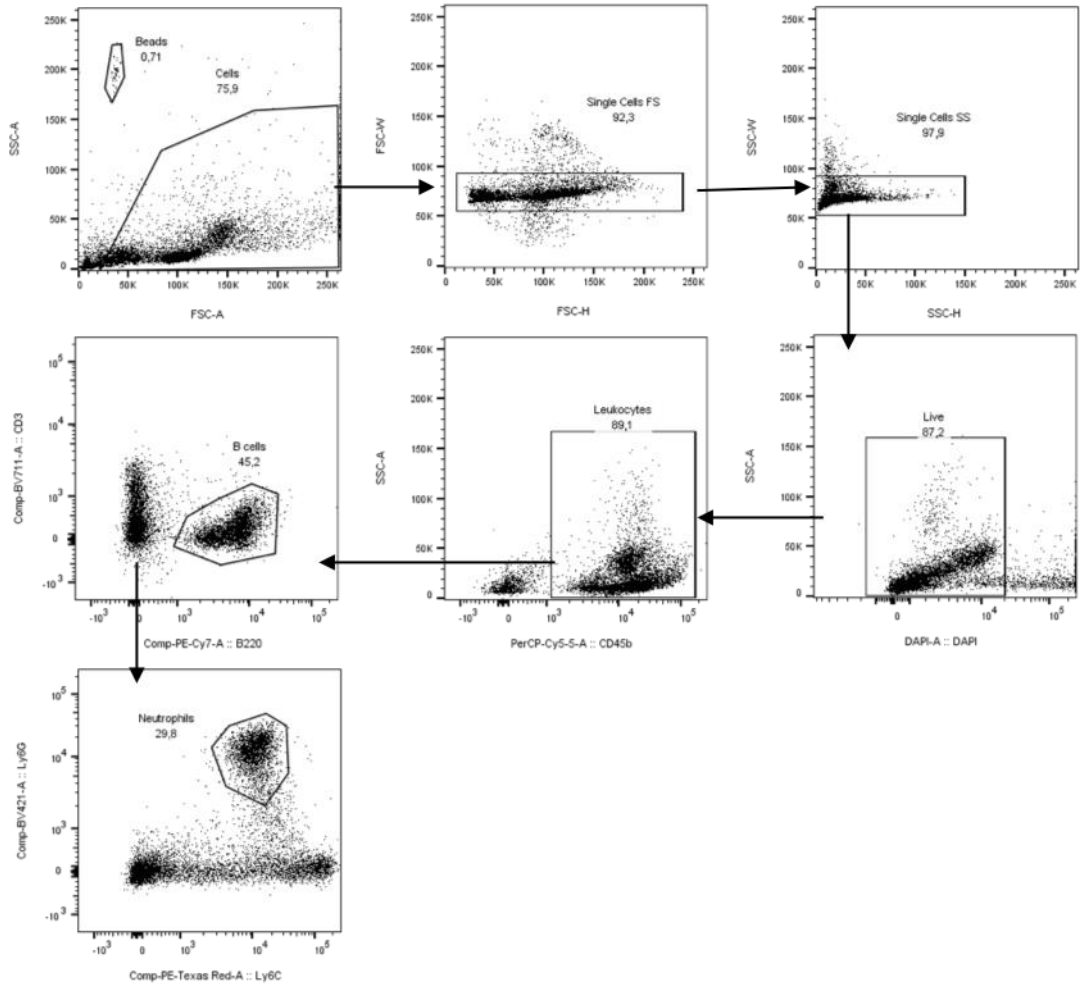 250K
200K
150K
100K
50K
0
SSC-A
Beads
0,71
Cells
75,9
0 50K 100K 150K 200K 250K
FSC-A
250K
200K
150K
100K
50K
0
FSC-W
Single Cells FS
92,3
0 50K 100K 150K 200K 250K
FSC-H
250K
200K
150K
100K
50K
0
SSC-W
Single Cells SS
97,9
0 50K 100K 150K 200K 250K
SSC-H
10^5
10^4
10^3
0
-10^3
Comp-BV711-A :: CD3
B cells
45,2
-10^3 0 10^3 10^4 10^5
Comp-PE-Cy7-A :: B220
250K
200K
150K
100K
50K
0
SSC-A
Leukocytes
89,1
-10^3 0 10^3 10^4 10^5
PerCP-Cy5-5-A :: CD45b
250K
200K
150K
100K
50K
0
SSC-A
Live
87,2
0 10^4 10^5
DAPI-A :: DAPI
10^5
10^4
10^3
0
-10^3
Comp-BV421-A :: Ly6G
Neutrophils
29,8
-10^3 0 10^3 10^4 10^5
Comp-PE-Texas Red-A :: Ly6C